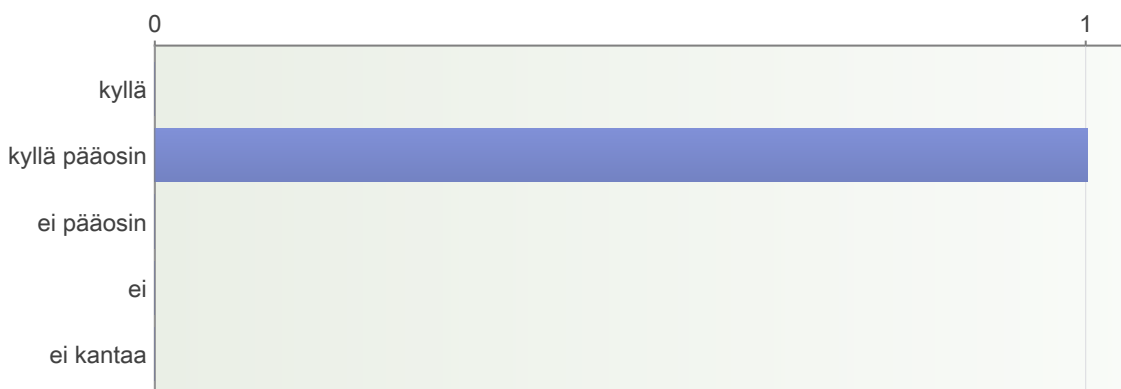 0 1
kyllä
kyllä pääosin
ei pääosin
ei
ei kantaa